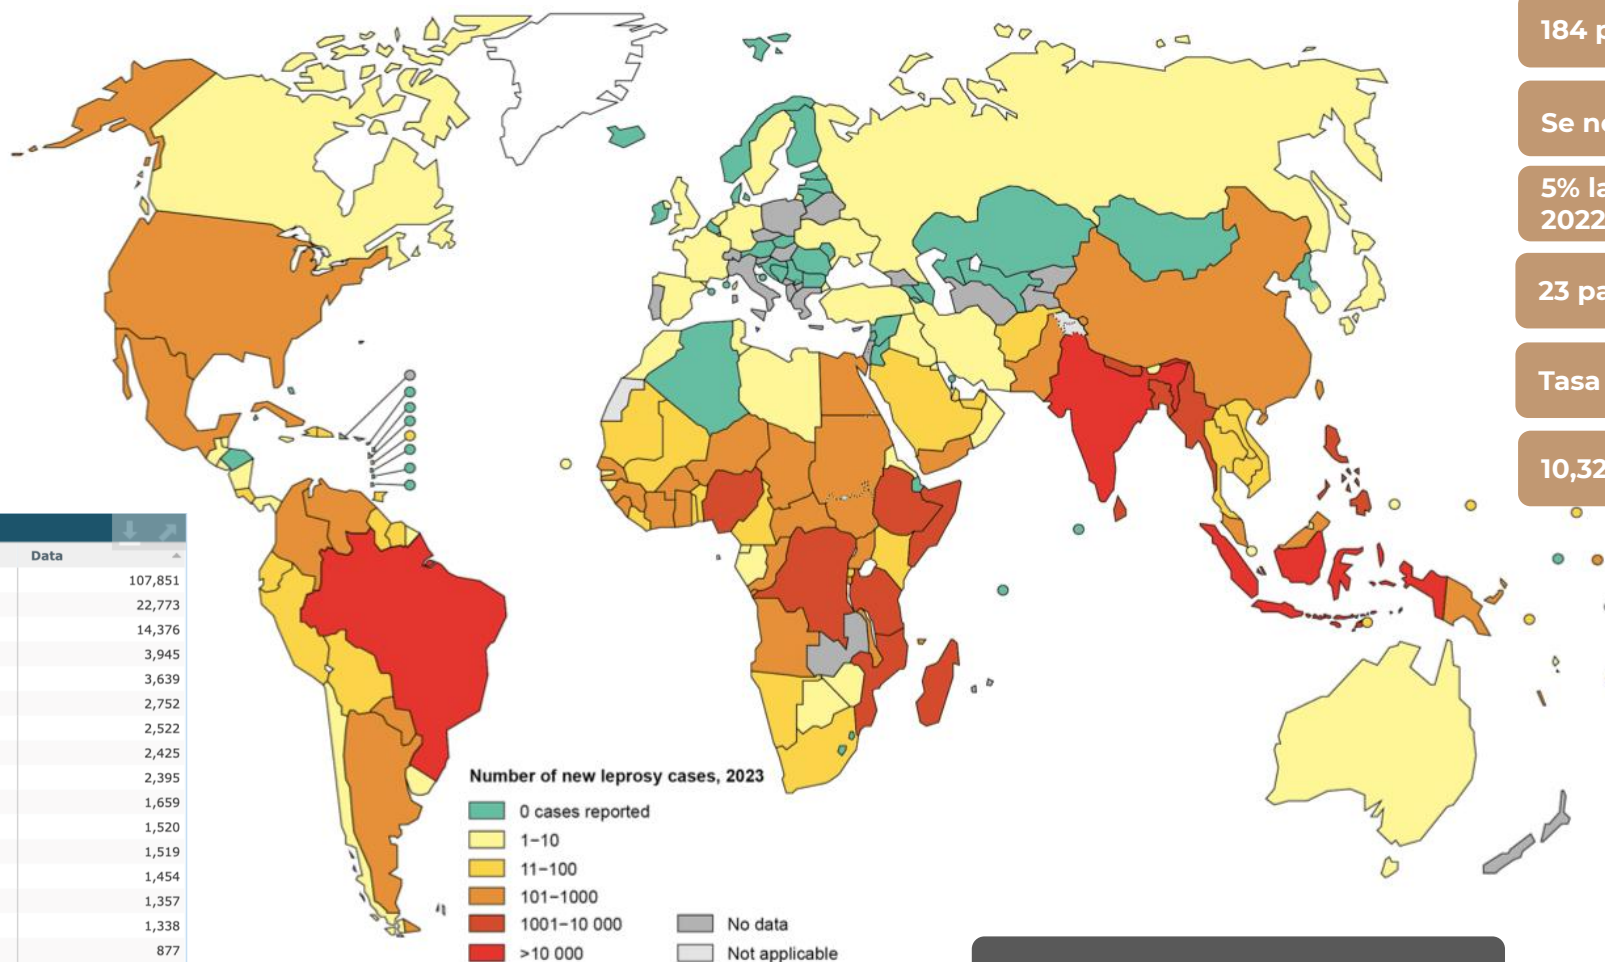 184 p
Se no
5% la
2022
23 pa
Tasa
10,32
Data
107,851
22,773
14,376
3,945
3,639
2,752
2,522
2,425
2,395
1,659
1,520
1,519
1,454
1,357
1,338
877
Number of new leprosy cases, 2023
0 cases reported
1–10
11–100
101–1000
1001–10 000
>10 000
No data
Not applicable